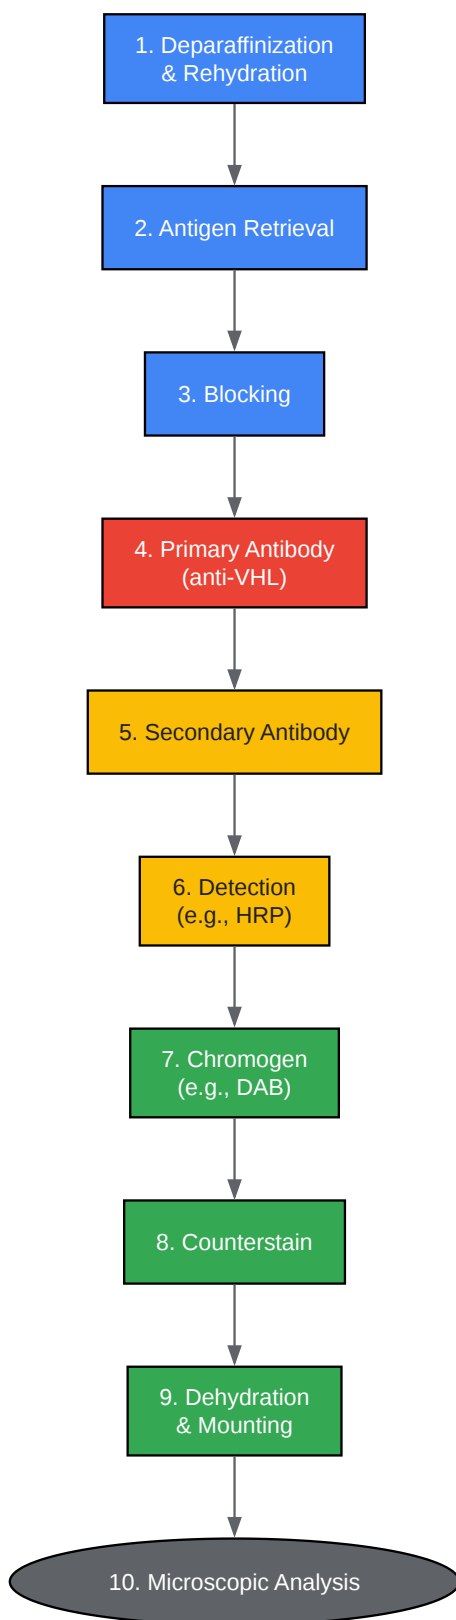 1. Deparaffinization
& Rehydration
2. Antigen Retrieval
3. Blocking
4. Primary Antibody
(anti-VHL)
5. Secondary Antibody
6. Detection
(e.g., HRP)
7. Chromogen
(e.g., DAB)
8. Counterstain
9. Dehydration
& Mounting
10. Microscopic Analysis